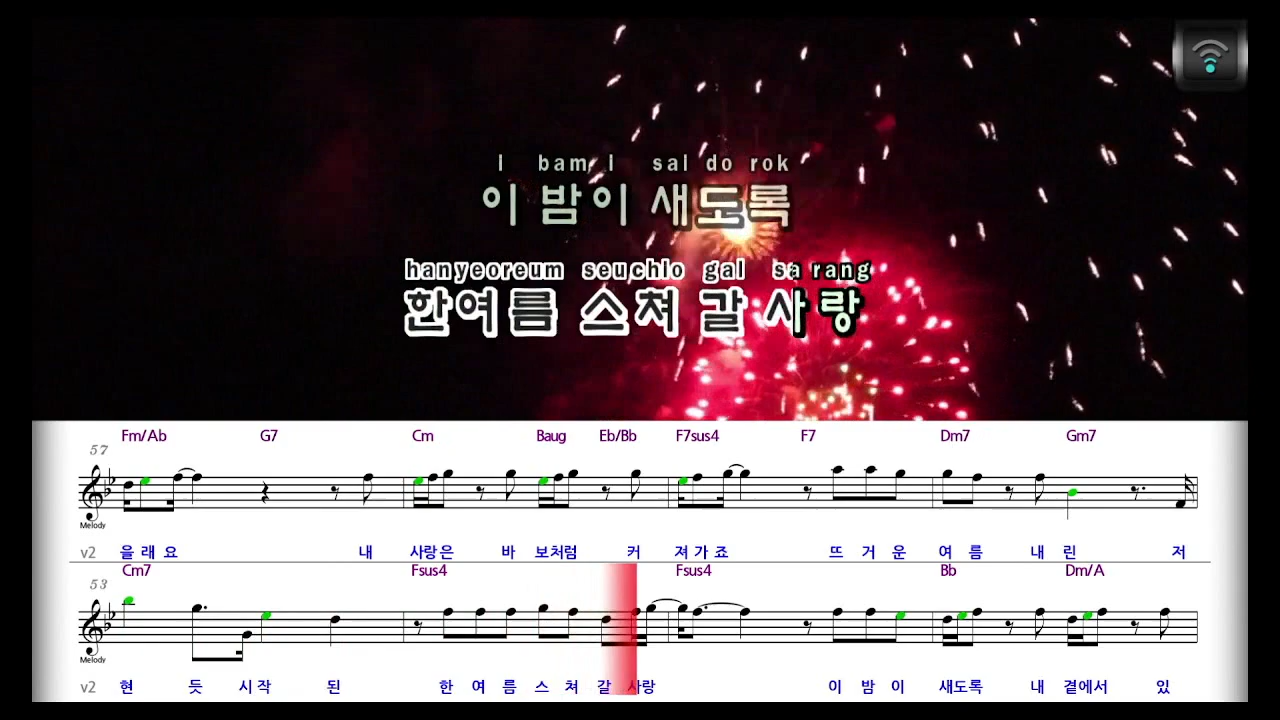 I bam I sal do rok
이 밤이 새도록
hanyeoreum seuchIo gal sa rang
한여름 스쳐 갈 사랑
Fm/Ab G7 Cm Baug Eb/Bb F7sus4 F7 Dm7 Gm7
57
Melody
v2 을 래 요 내 사랑은 바 보처럼 커 져 가 죠 뜨 거 운 여 름 내 린 저
Cm7 Fsus4 Fsus4 Bb Dm/A
53
Melody
v2 현 듯 시 작 된 한 여 름 스 쳐 갈 사랑 이 밤 이 새도록 내 곁에서 있